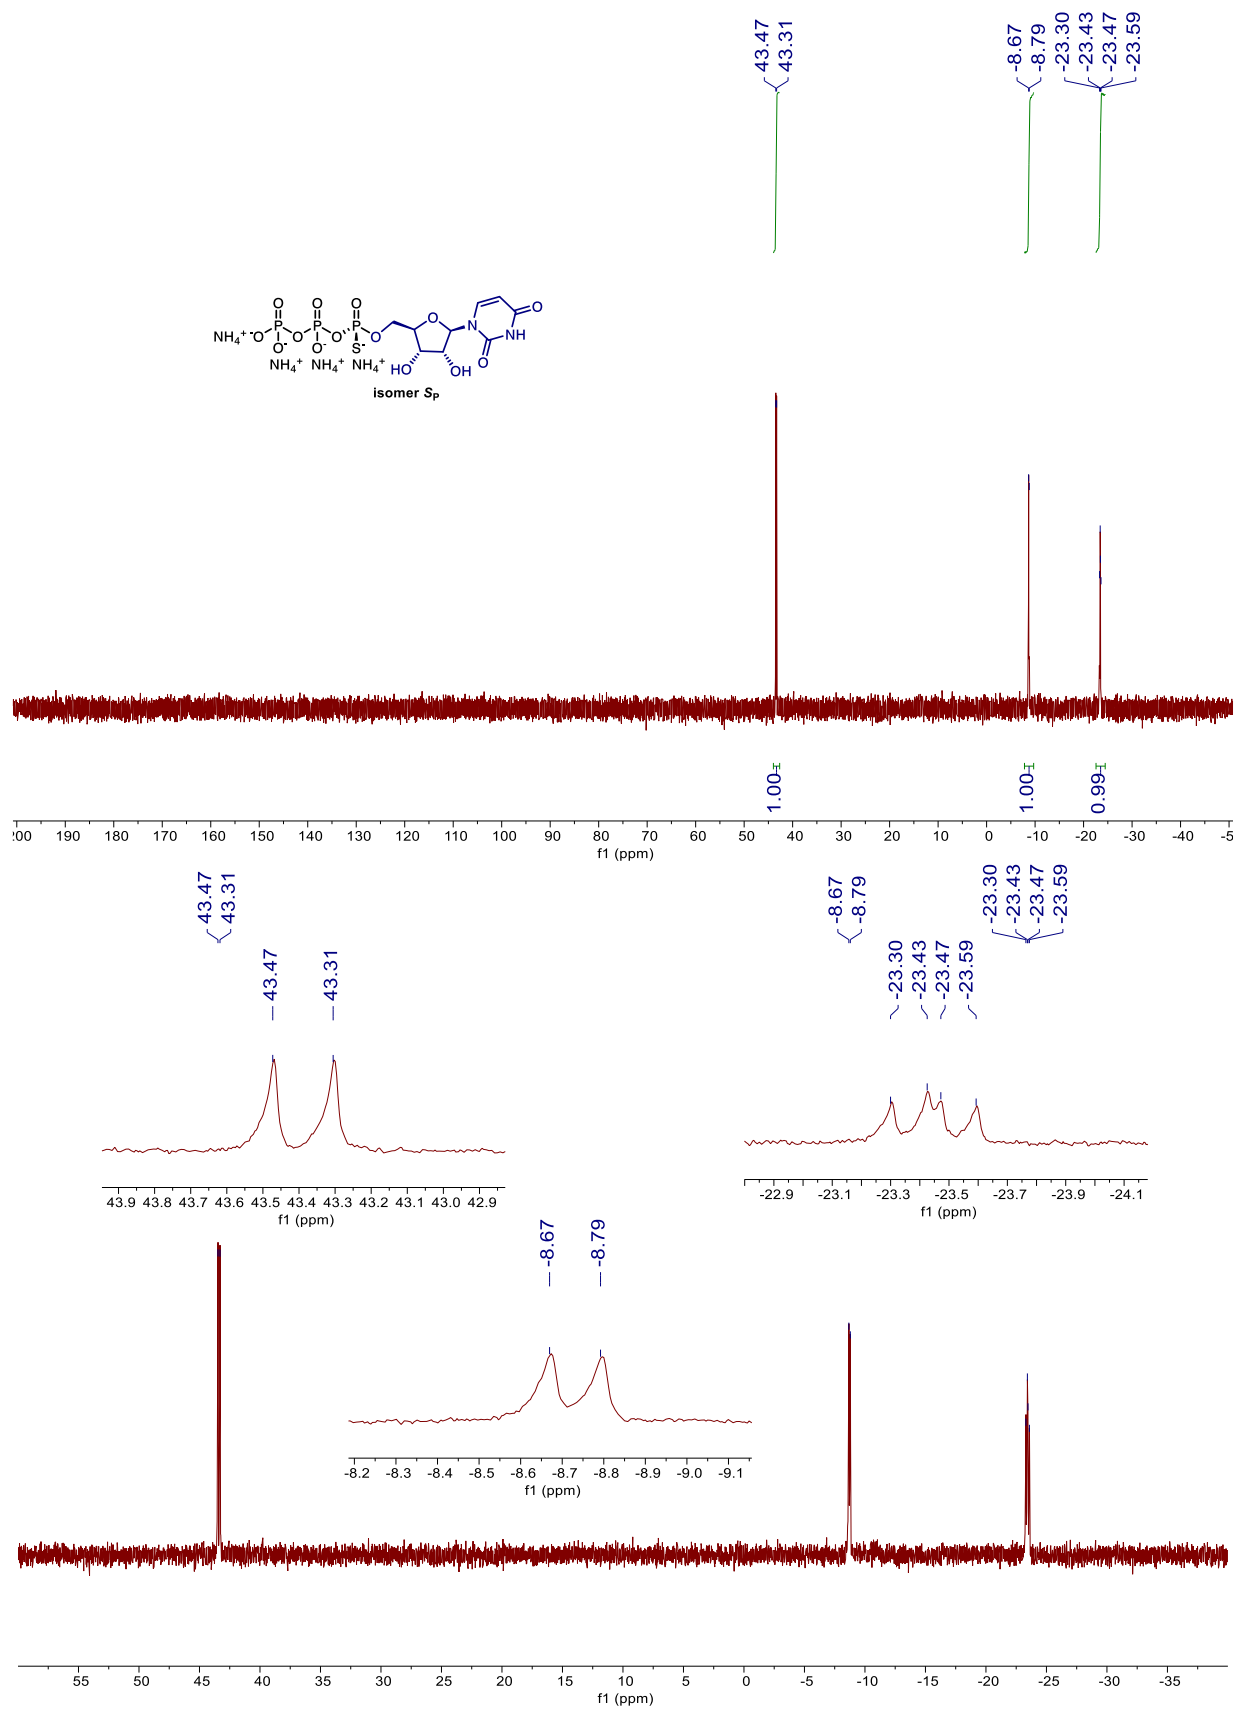 43.47
43.31
-8.67
-8.79
-23.30
-23.43
-23.47
-23.59
O O O O O
NH4+ -O P O P O P O N NH
O- O- S- O
NH4+ NH4+ NH4+ HO OH
isomer SP
1.00
1.00
0.99
200 190 180 170 160 150 140 130 120 110 100 90 80 70 60 50 40 30 20 10 0 -10 -20 -30 -40 -5
f1 (ppm)
43.47
43.31
-8.67
-8.79
-23.30
-23.43
-23.47
-23.59
43.47
43.31
-23.30
-23.43
-23.47
-23.59
43.9 43.8 43.7 43.6 43.5 43.4 43.3 43.2 43.1 43.0 42.9
f1 (ppm)
-22.9 -23.1 -23.3 -23.5 -23.7 -23.9 -24.1
f1 (ppm)
-8.67
-8.79
-8.2 -8.3 -8.4 -8.5 -8.6 -8.7 -8.8 -8.9 -9.0 -9.1
f1 (ppm)
55 50 45 40 35 30 25 20 15 10 5 0 -5 -10 -15 -20 -25 -30 -35
f1 (ppm)